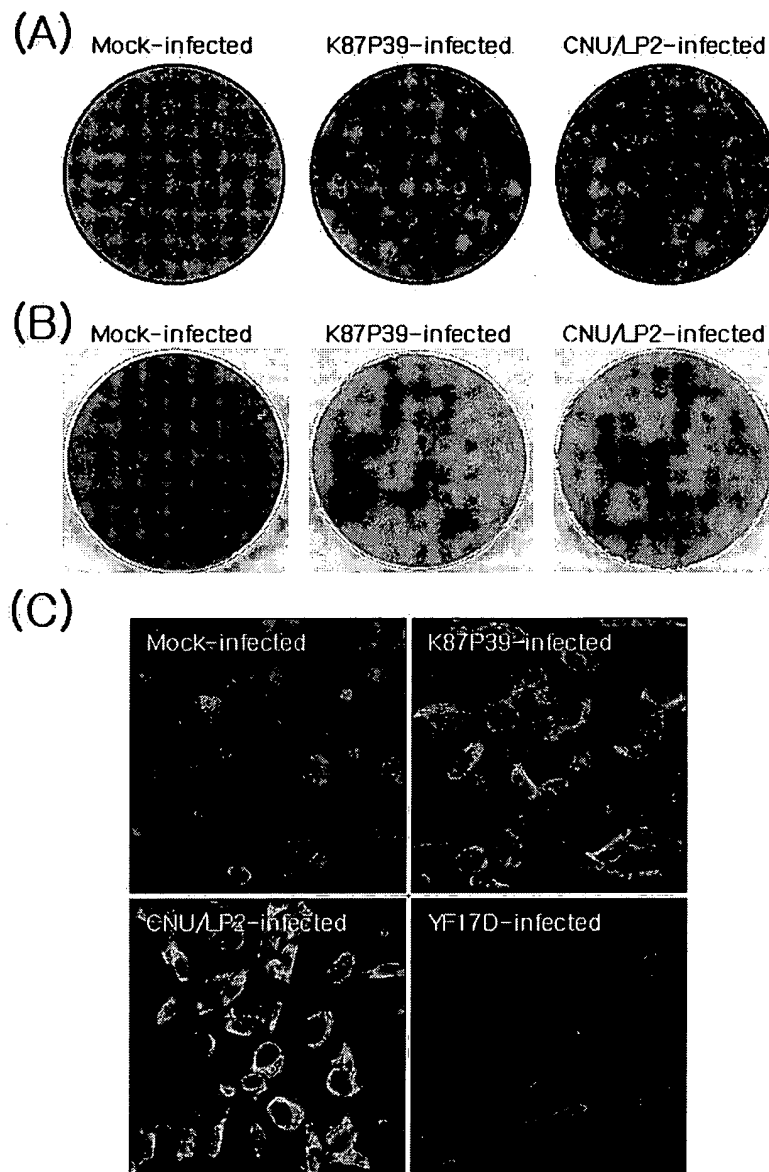 (A)
Mock-infected K87P39-infected CNU/LP2-infected
(B)
Mock-infected K87P39-infected CNU/LP2-infected
(C)
Mock-infected K87P39-infected
CNU/LP2-infected YF17D-infected